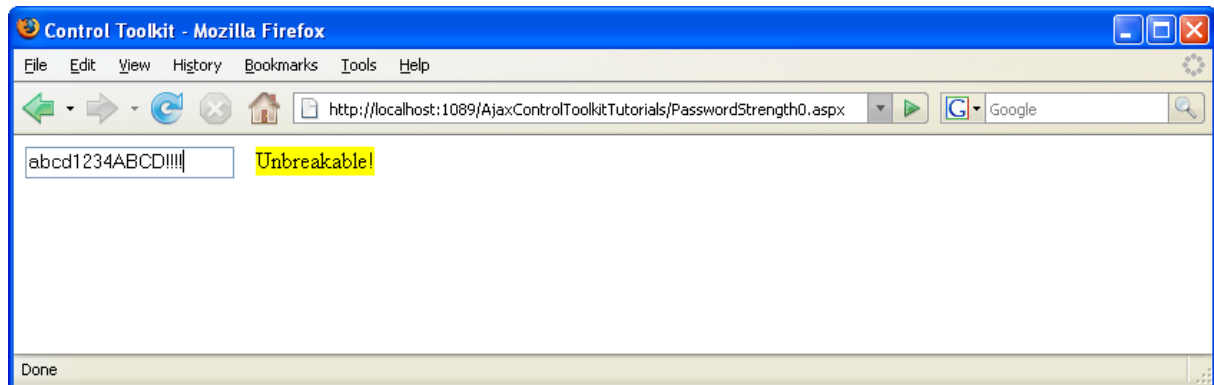 Control Toolkit - Mozilla Firefox
File Edit View History Bookmarks Tools Help
http://localhost:1089/AjaxControlToolkitTutorials/PasswordStrength0.aspx G Google
abcd1234ABCD!!!! Unbreakable!
Done